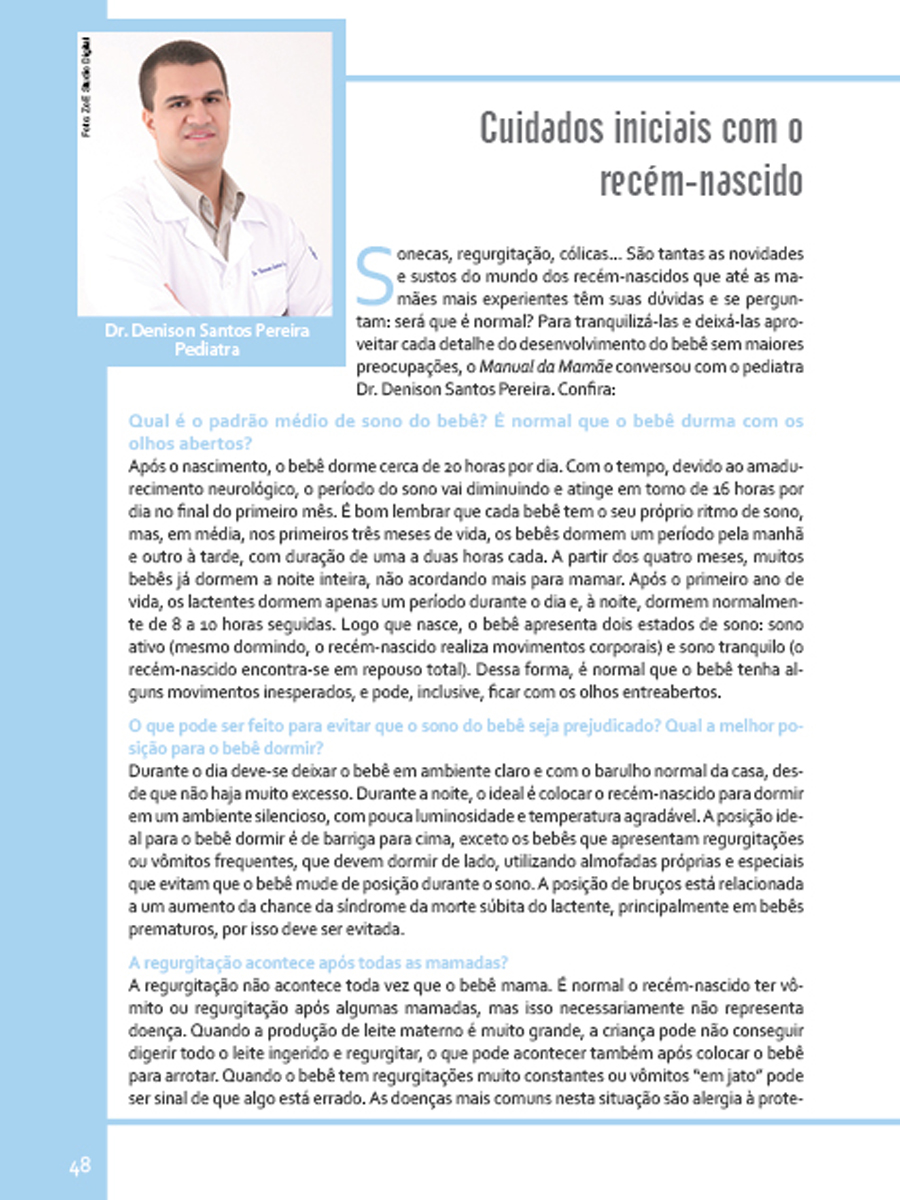 Foto: ZoE Studio Digital
Dr. Denison Santos Pereira
Pediatra
Cuidados iniciais com o
recém-nascido
Sonecas, regurgitação, cólicas... São tantas as novidades
e sustos do mundo dos recém-nascidos que até as ma-
mães mais experientes têm suas dúvidas e se pergun-
tam: será que é normal? Para tranquilizá-las e deixá-las apro-
veitar cada detalhe do desenvolvimento do bebê sem maiores
preocupações, o Manual da Mamãe conversou com o pediatra
Dr. Denison Santos Pereira. Confira:
Qual é o padrão médio de sono do bebê? É normal que o bebê durma com os
olhos abertos?
Após o nascimento, o bebê dorme cerca de 20 horas por dia. Com o tempo, devido ao amadu-
recimento neurológico, o período do sono vai diminuindo e atinge em torno de 16 horas por
dia no final do primeiro mês. É bom lembrar que cada bebê tem o seu próprio ritmo de sono,
mas, em média, nos primeiros três meses de vida, os bebês dormem um período pela manhã
e outro à tarde, com duração de uma a duas horas cada. A partir dos quatro meses, muitos
bebês já dormem a noite inteira, não acordando mais para mamar. Após o primeiro ano de
vida, os lactentes dormem apenas um período durante o dia e, à noite, dormem normalmen-
te de 8 a 10 horas seguidas. Logo que nasce, o bebê apresenta dois estados de sono: sono
ativo (mesmo dormindo, o recém-nascido realiza movimentos corporais) e sono tranquilo (o
recém-nascido encontra-se em repouso total). Dessa forma, é normal que o bebê tenha al-
guns movimentos inesperados, e pode, inclusive, ficar com os olhos entreabertos.
O que pode ser feito para evitar que o sono do bebê seja prejudicado? Qual a melhor po-
sição para o bebê dormir?
Durante o dia deve-se deixar o bebê em ambiente claro e com o barulho normal da casa, des-
de que não haja muito excesso. Durante a noite, o ideal é colocar o recém-nascido para dormir
em um ambiente silencioso, com pouca luminosidade e temperatura agradável. A posição ide-
al para o bebê dormir é de barriga para cima, exceto os bebês que apresentam regurgitações
ou vômitos frequentes, que devem dormir de lado, utilizando almofadas próprias e especiais
que evitam que o bebê mude de posição durante o sono. A posição de bruços está relacionada
a um aumento da chance da síndrome da morte súbita do lactente, principalmente em bebês
prematuros, por isso deve ser evitada.
A regurgitação acontece após todas as mamadas?
A regurgitação não acontece toda vez que o bebê mama. É normal o recém-nascido ter vô-
mito ou regurgitação após algumas mamadas, mas isso necessariamente não representa
doença. Quando a produção de leite materno é muito grande, a criança pode não conseguir
digerir todo o leite ingerido e regurgitar, o que pode acontecer também após colocar o bebê
para arrotar. Quando o bebê tem regurgitações muito constantes ou vômitos “em jato” pode
ser sinal de que algo está errado. As doenças mais comuns nesta situação são alergia à prote-
48